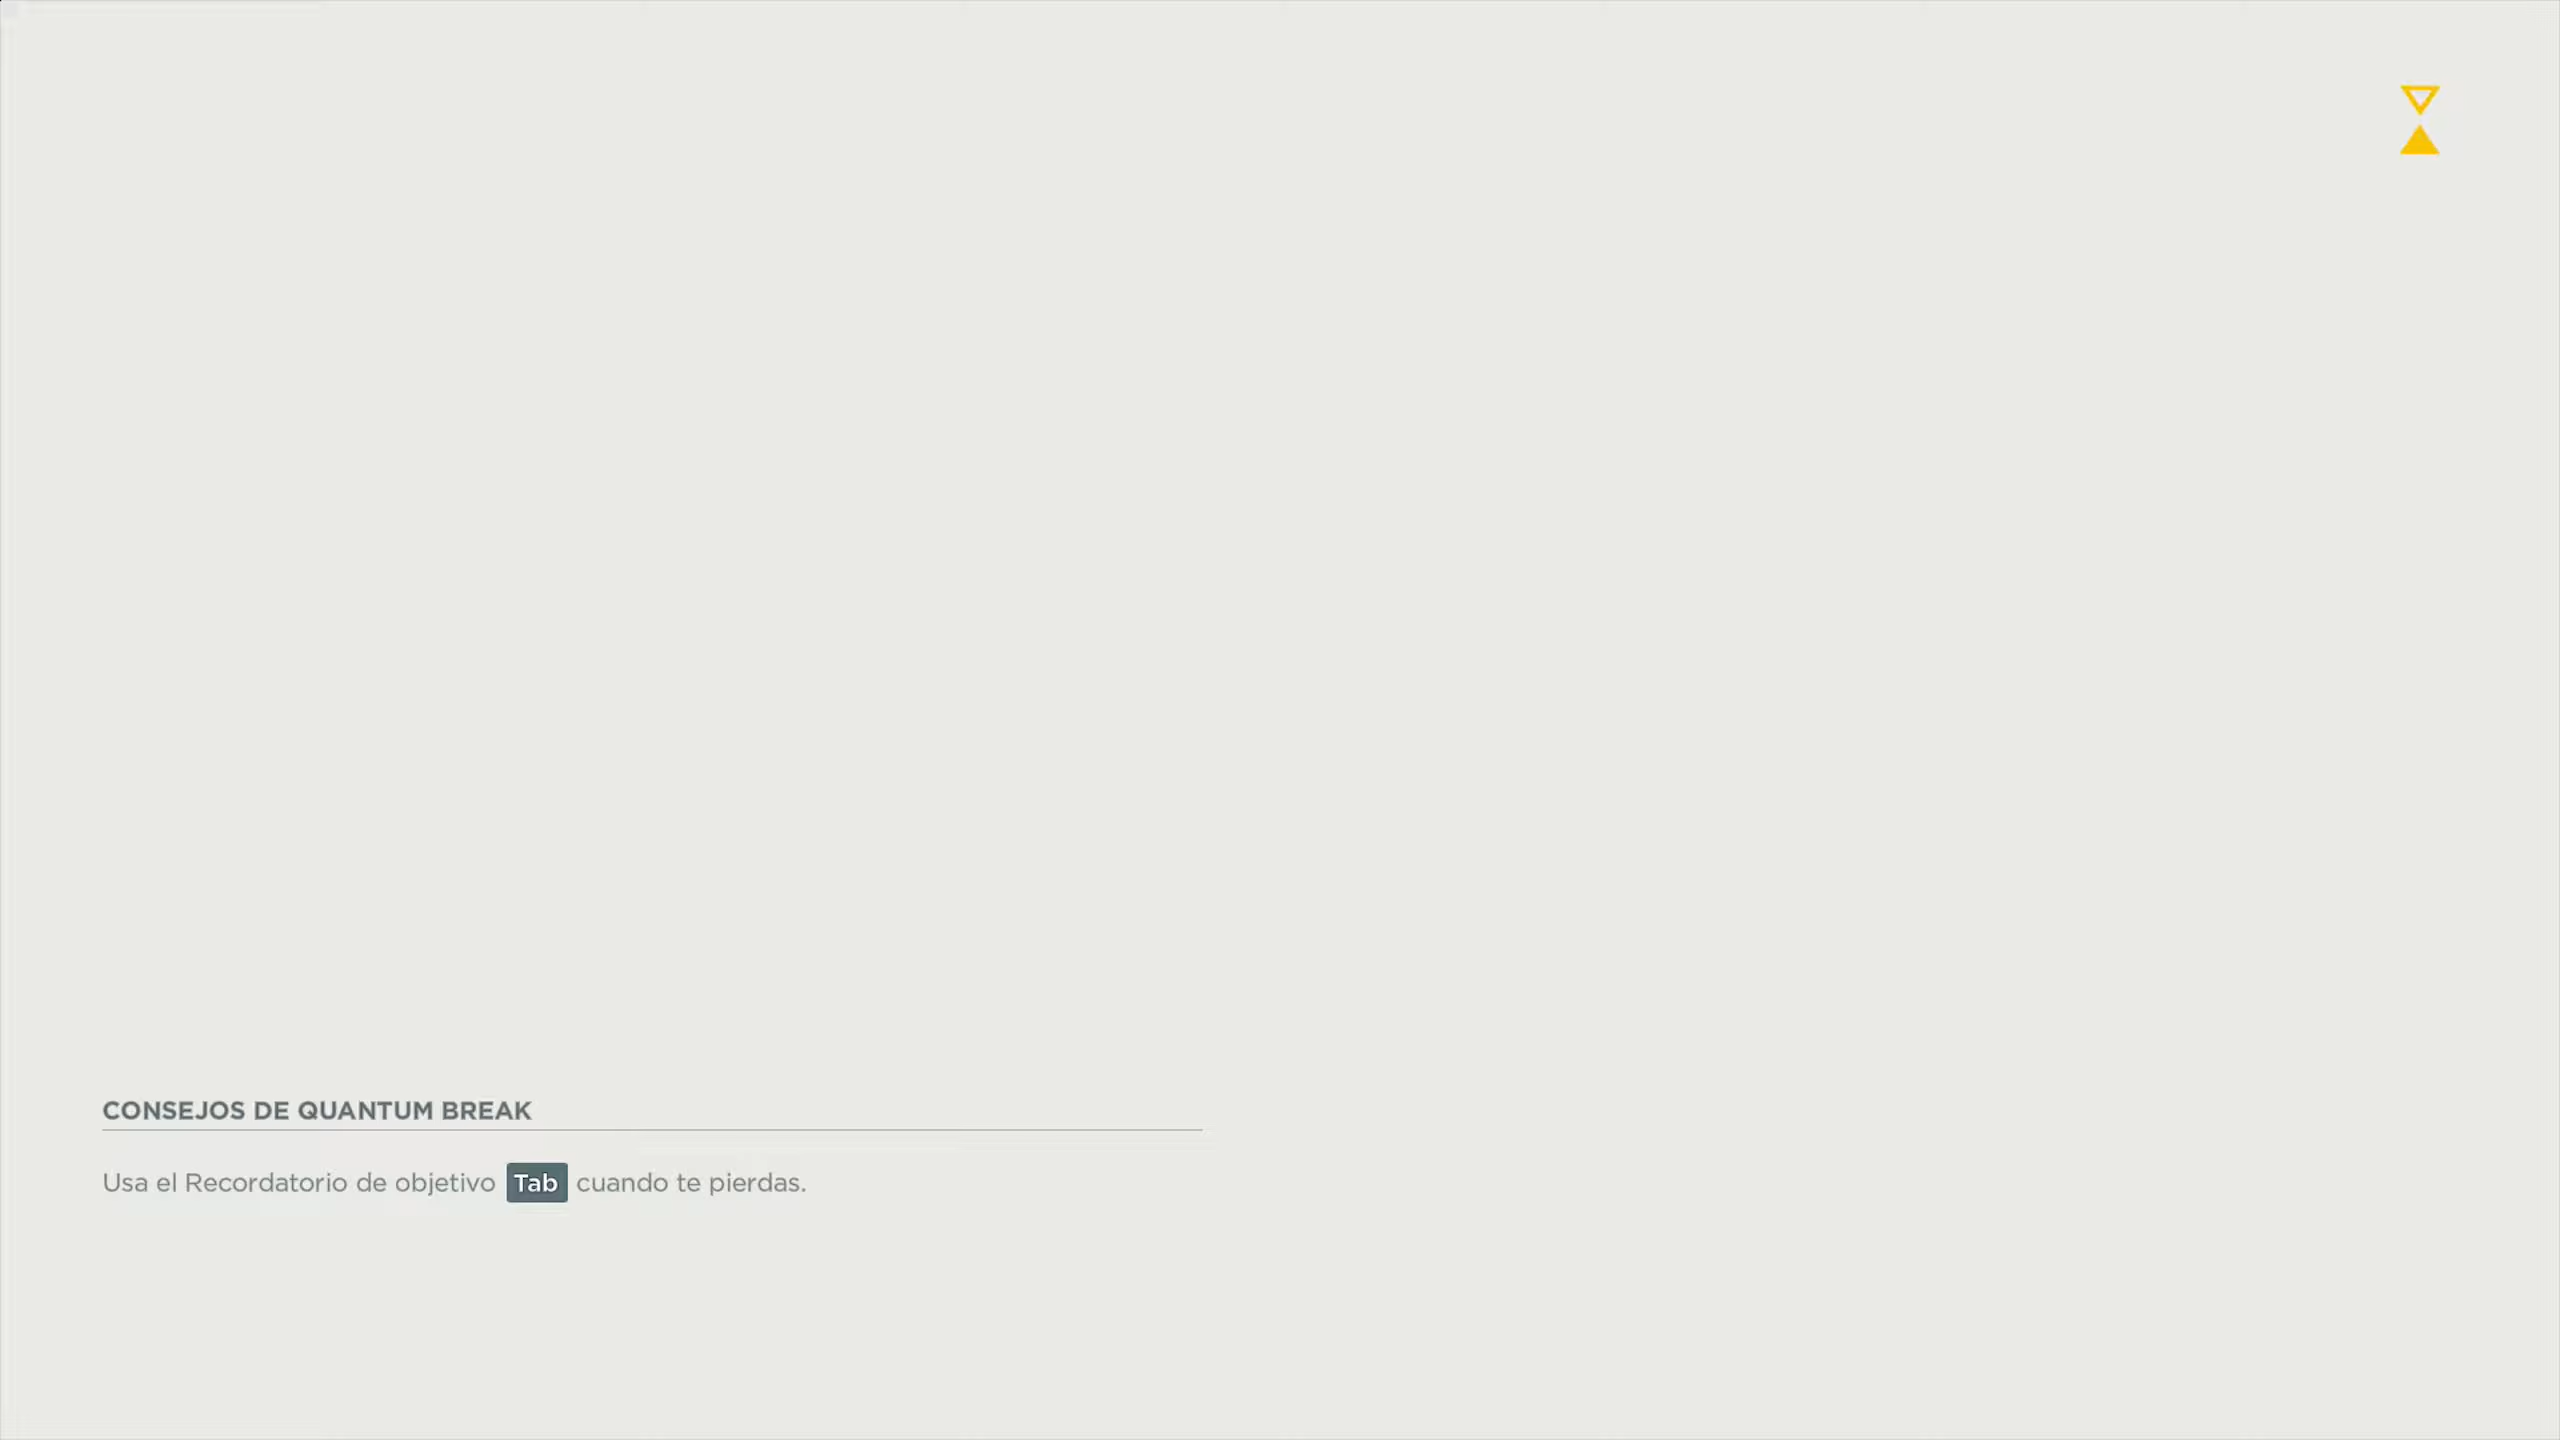 CONSEJOS DE QUANTUM BREAK
Usa el Recordatorio de objetivo Tab cuando te pierdas.